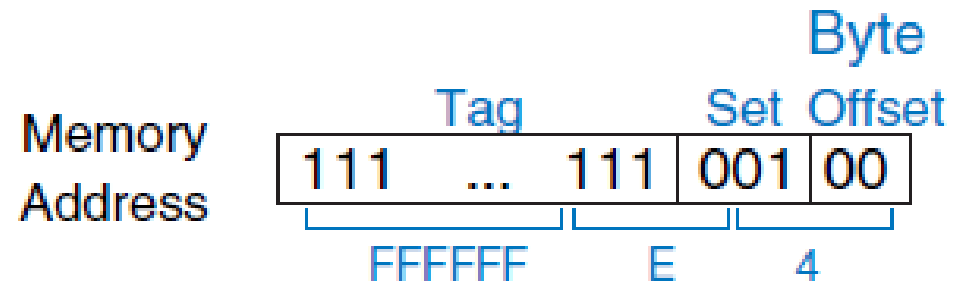 Byte
Tag Set Offset
Memory
Address
111 ... 111 001 00
FFFFFF E 4